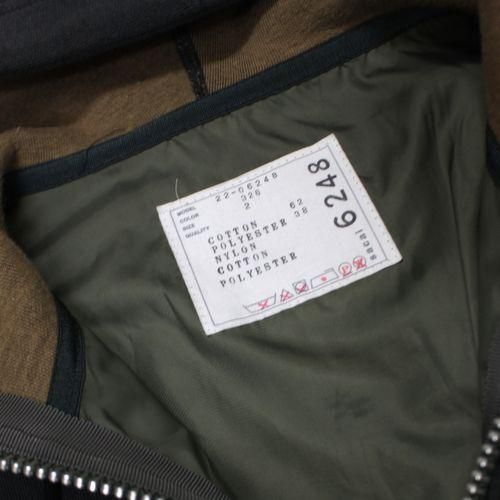 MODEL 22-06248
COLOR 326
SIZE 2
QUALITY
COTTON 62
POLYESTER 38
NYLON
COTTON
POLYESTER
6248
sacai